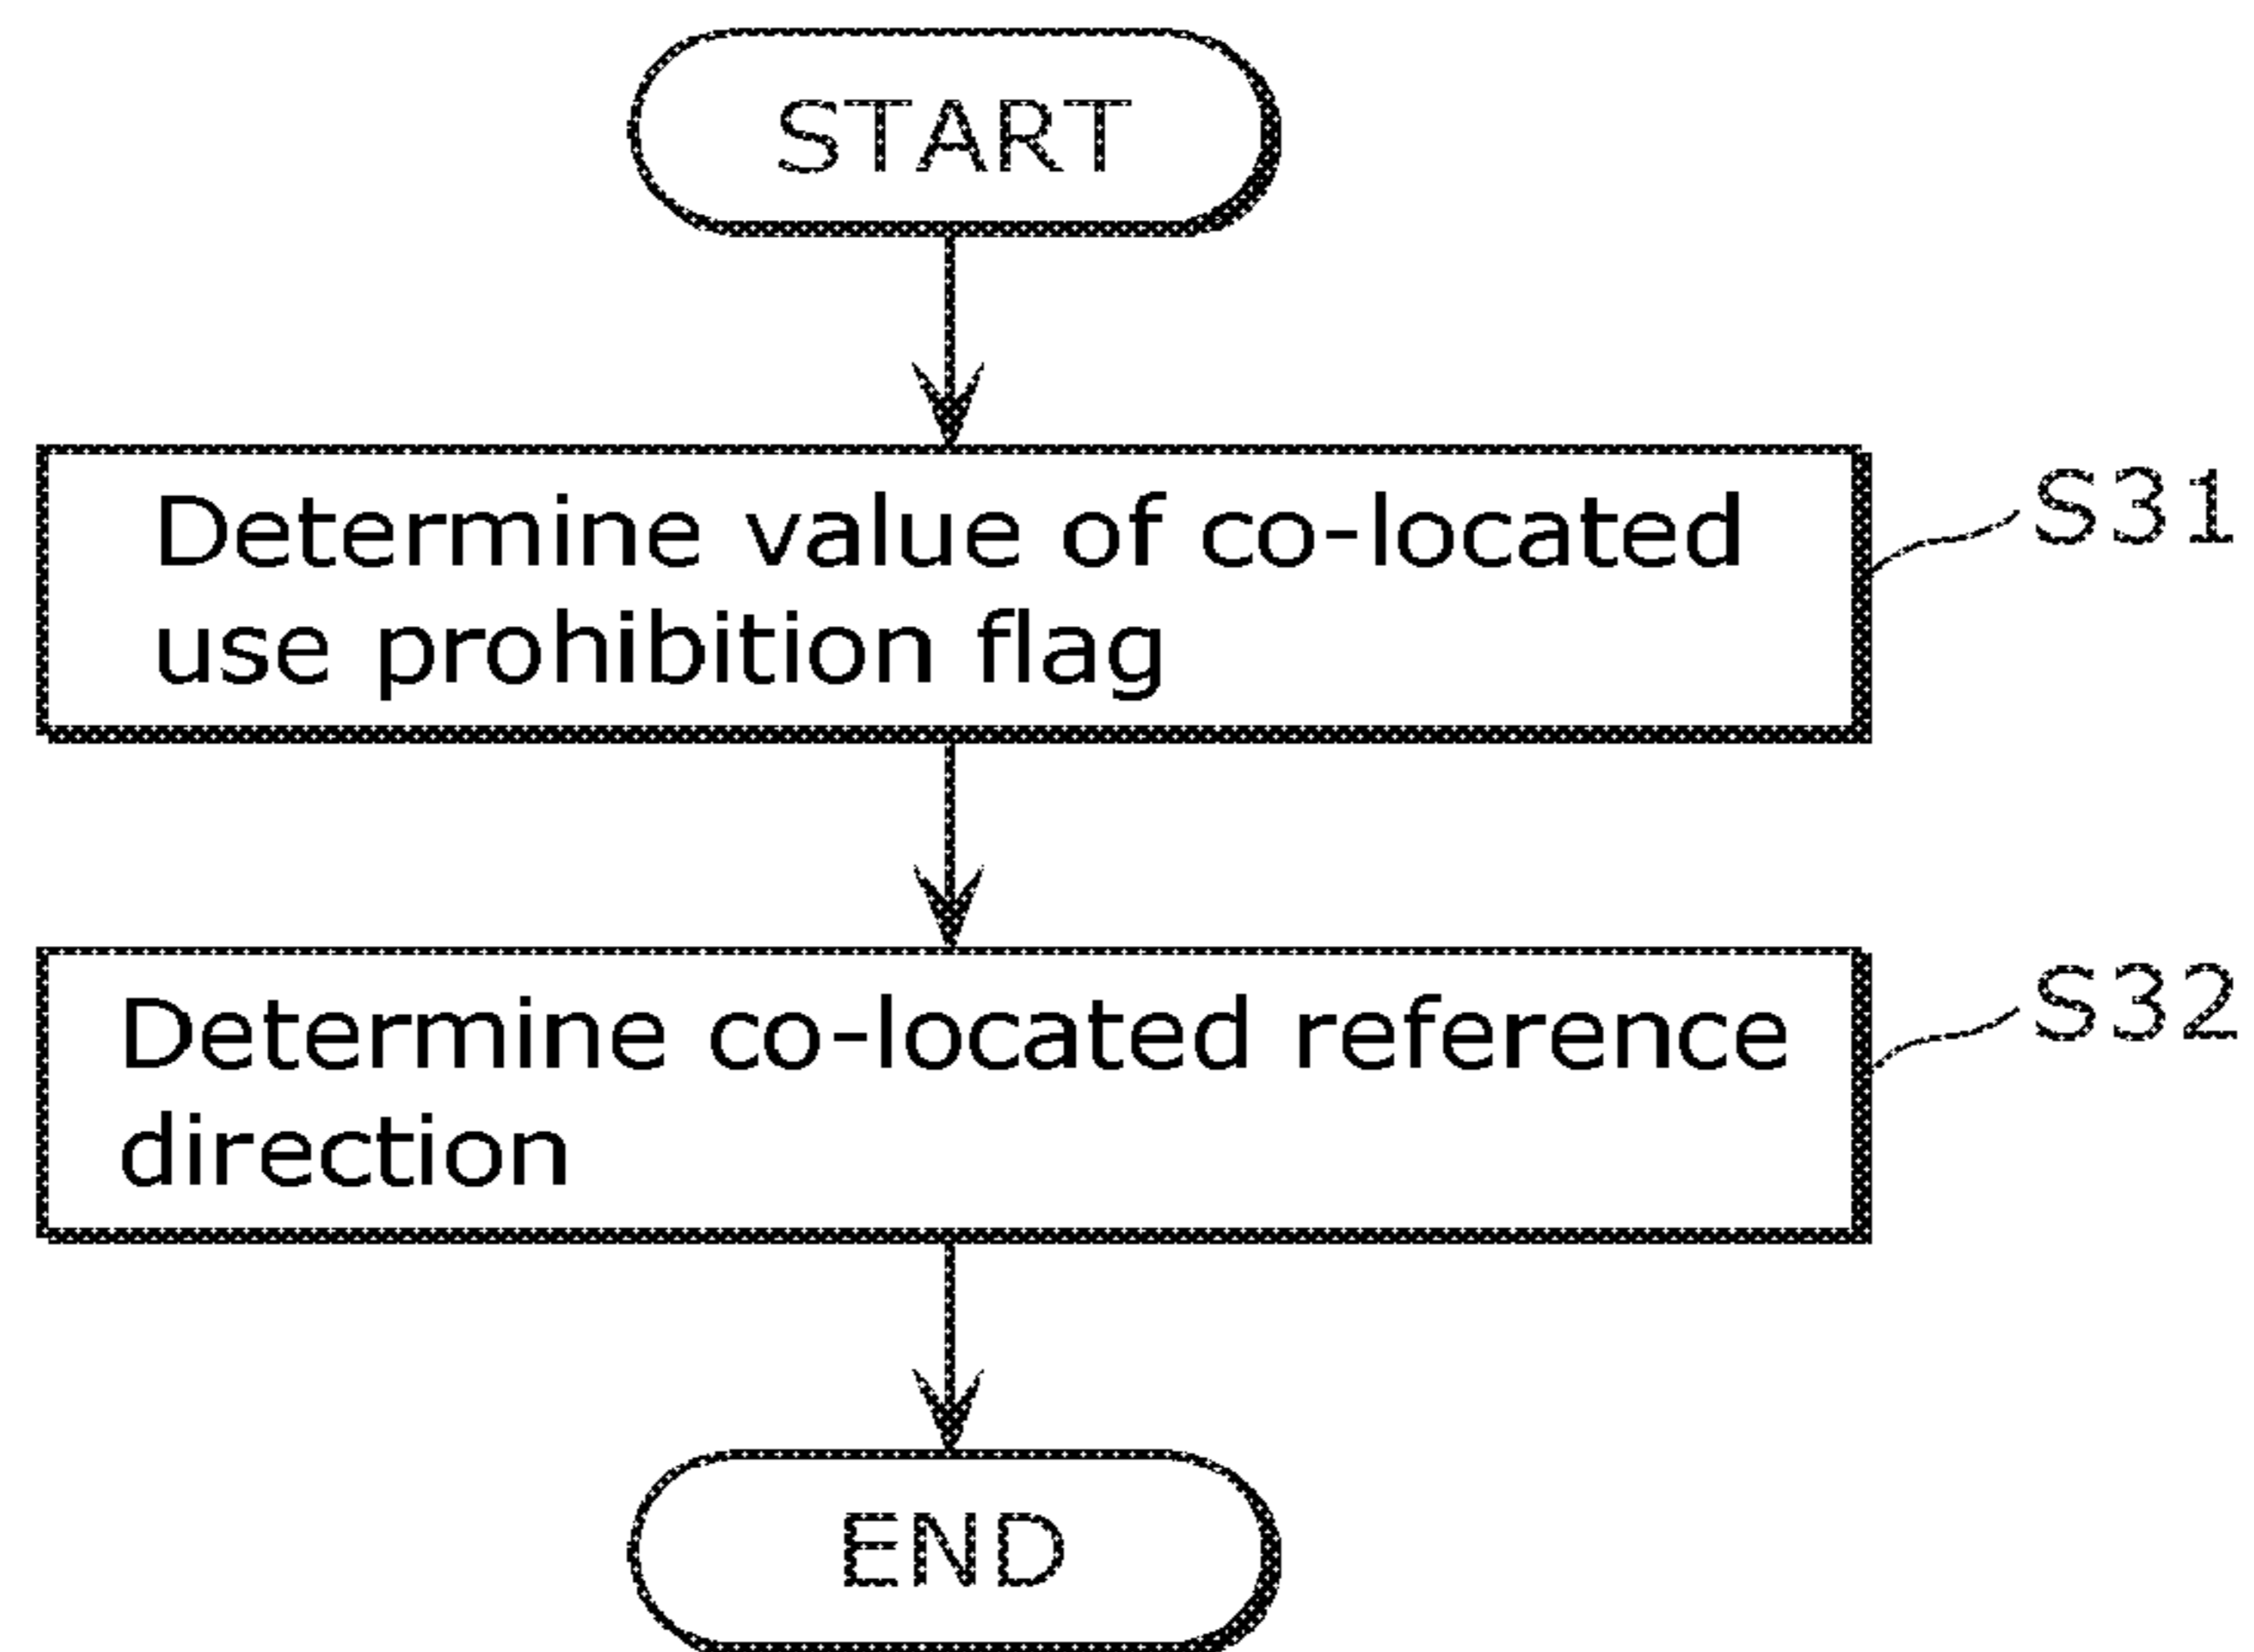 START
Determine value of co-located
use prohibition flag
S31
Determine co-located reference
direction
S32
END